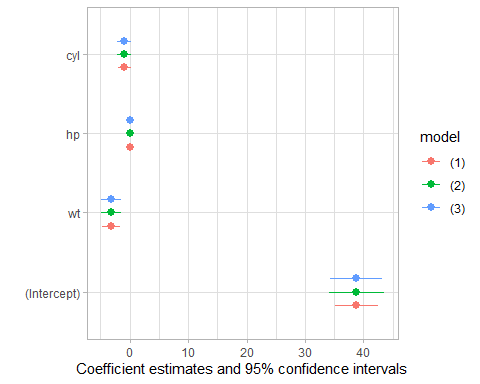 cyl
hp
wt
(Intercept)
0
10
20
30
40
Coefficient estimates and 95% confidence intervals
model
(1)
(2)
(3)